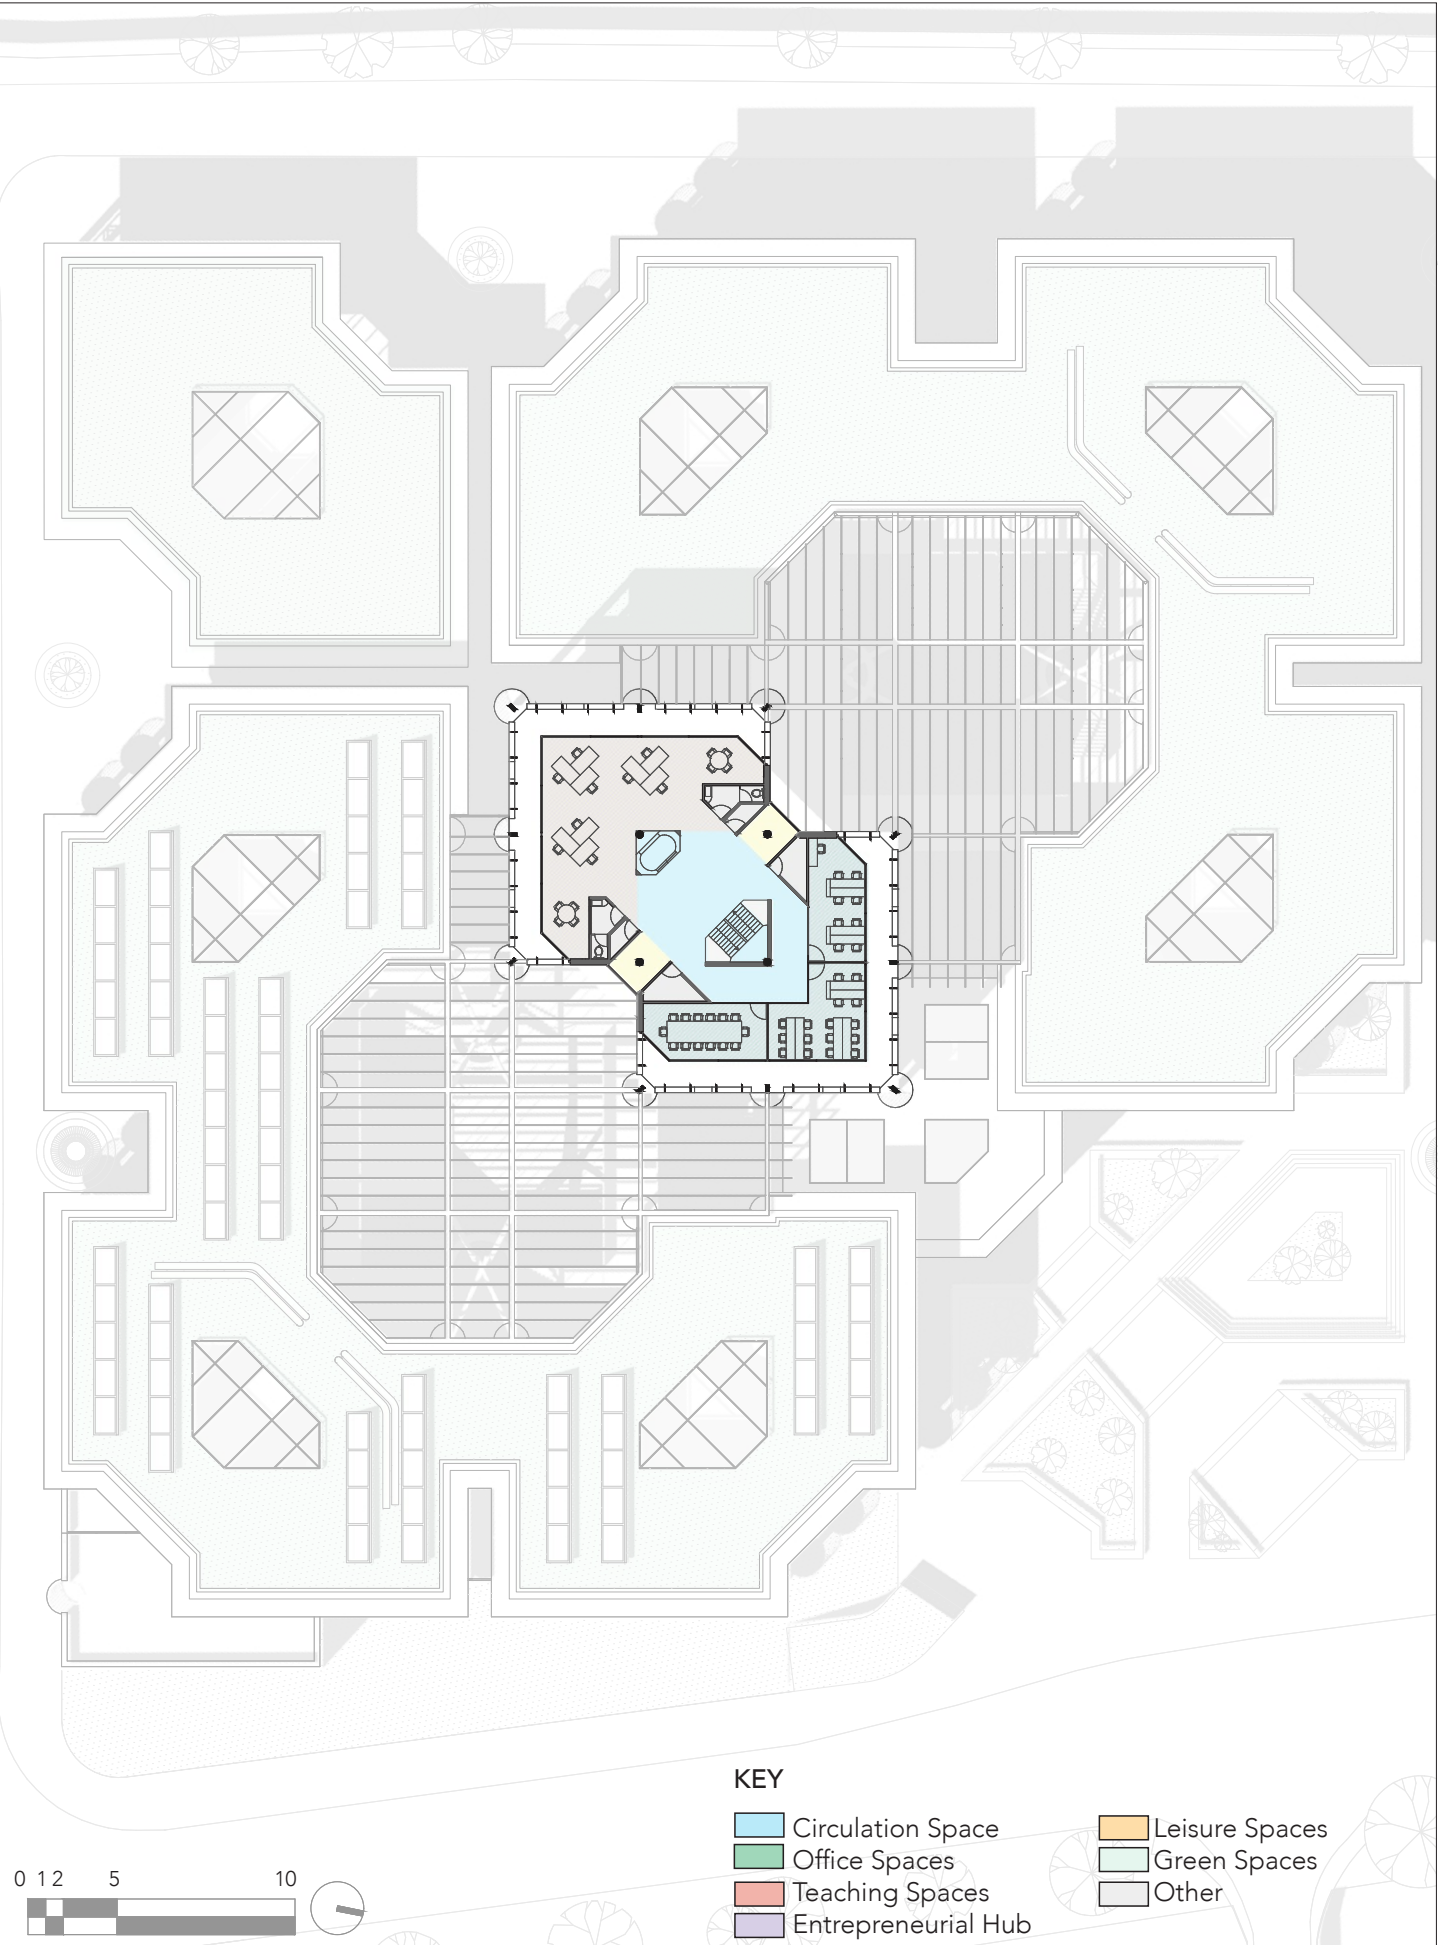 KEY
Circulation Space
Office Spaces
Teaching Spaces
Entrepreneurial Hub
Leisure Spaces
Green Spaces
Other
0 1 2 5 10